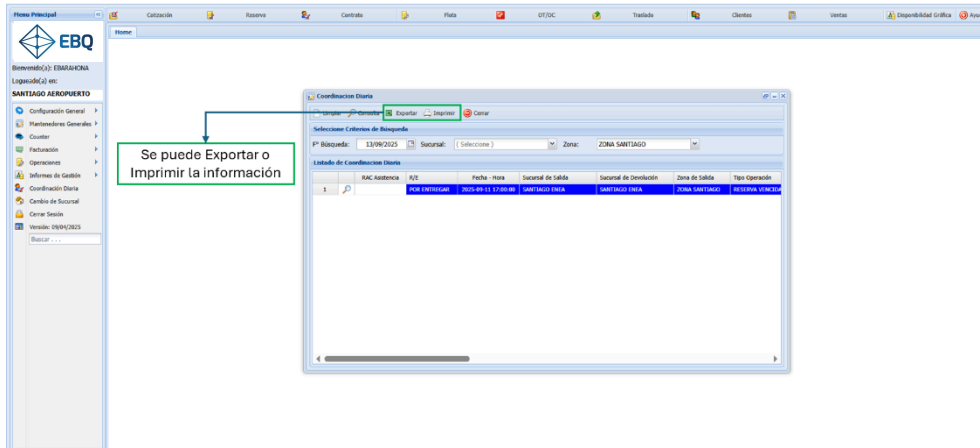 Menu Principal
Cotización
Reserva
Contrato
Flota
OT/OC
Traslado
Clientes
Ventas
Disponibilidad Gráfica
Ayu
Home
EBQ
Bienvenido(a): EBARAHONA
Logueado(a) en:
SANTIAGO AEROPUERTO
Configuración General
Mantenedores Generales
Counter
Facturación
Operaciones
Informes de Gestión
Coordinación Diaria
Cambio de Sucursal
Cerrar Sesión
Versión: 09/09/2025
Buscar . . .
Se puede Exportar o
Imprimir la información
Coordinacion Diaria
Limpiar Consultar Exportar Imprimir Cerrar
Seleccione Criterios de Búsqueda
Fº Búsqueda: 13/09/2025 Sucursal: ( Seleccione ) Zona: ZONA SANTIAGO
Listado de Coordinacion Diaria
RAC Asistencia R/E Fecha - Hora Sucursal de Salida Sucursal de Devolución Zona de Salida Tipo Operación
1 POR ENTREGAR 2025-09-11 17:00:00 SANTIAGO ENEA SANTIAGO ENEA ZONA SANTIAGO RESERVA VENCIDA